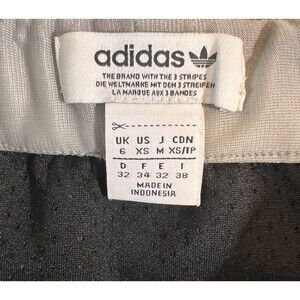 adidas
THE BRAND WITH THE 3 STRIPES
DIE WELTMARKE MIT DEN 3 STREIFEN
LA MARQUE AUX 3 BANDES
UK US J CDN
6 XS M XS/TP
D F E I
32 34 32 38
MADE IN
INDONESIA